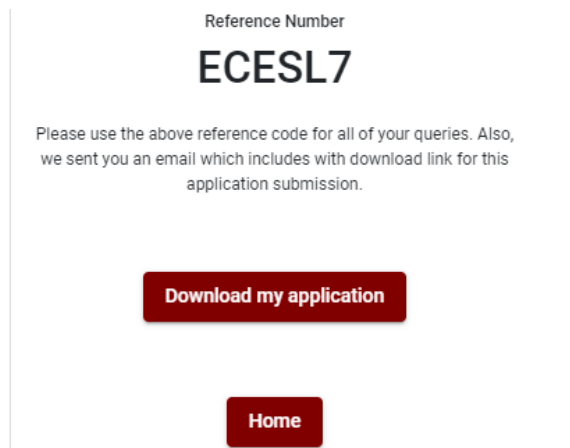 Reference Number
ECESL7
Please use the above reference code for all of your queries. Also,
we sent you an email which includes with download link for this
application submission.
Download my application
Home